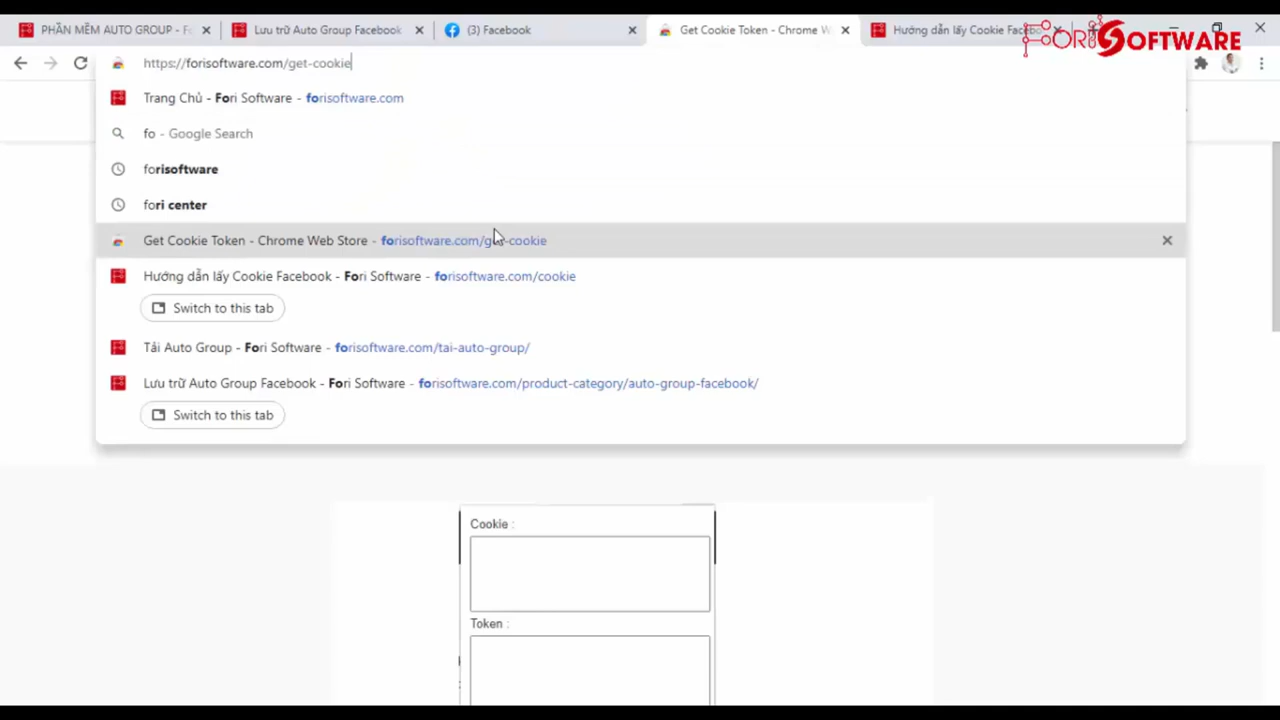 PHẦN MỀM AUTO GROUP - F
Lưu trữ Auto Group Facebook
(3) Facebook
Get Cookie Token - Chrome W
Hướng dẫn lấy Cookie Facebo
FORI SOFTWARE
https://forisoftware.com/get-cookie
Trang Chủ - Fori Software - forisoftware.com
fo - Google Search
forisoftware
fori center
Get Cookie Token - Chrome Web Store - forisoftware.com/get-cookie
Hướng dẫn lấy Cookie Facebook - Fori Software - forisoftware.com/cookie
Switch to this tab
Tải Auto Group - Fori Software - forisoftware.com/tai-auto-group/
Lưu trữ Auto Group Facebook - Fori Software - forisoftware.com/product-category/auto-group-facebook/
Switch to this tab
Cookie :
Token :